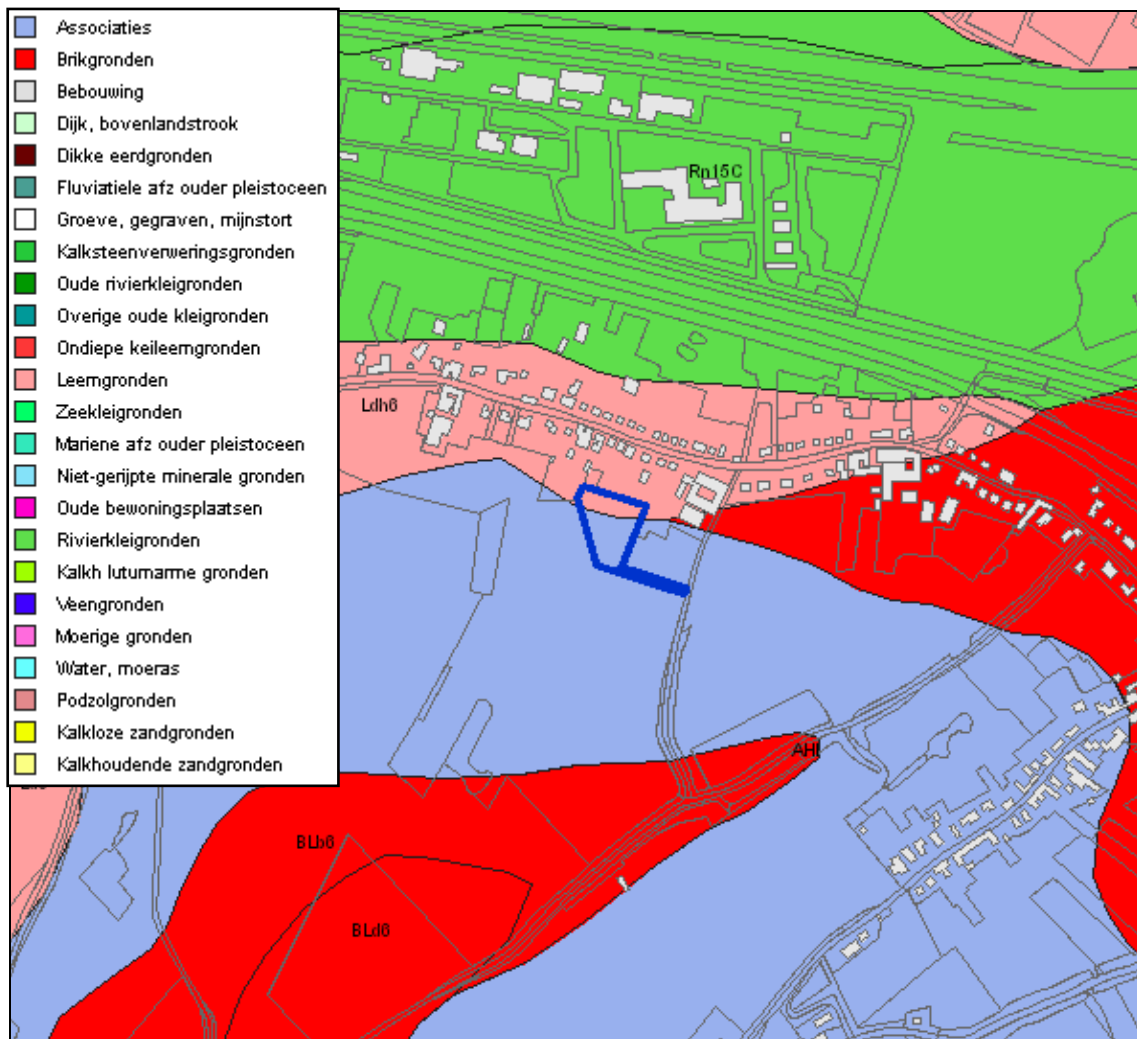 Associaties
Brikgronden
Bebouwing
Dijk, bovenlandstrook
Dikke eerdgronden
Fluviatiele afz ouder pleistoceen
Groeve, gegraven, mijnstort
Kalksteenverweringsgronden
Oude rivierkleigronden
Overige oude kleigronden
Ondiepe keileemgronden
Leemgronden
Zeekleigronden
Mariene afz ouder pleistoceen
Niet-gerijpte minerale gronden
Oude bewoningsplaatsen
Rivierkleigronden
Kalkh lutumarme gronden
Veengronden
Moerige gronden
Water, moeras
Podzolgronden
Kalkloze zandgronden
Kalkhoudende zandgronden
Rn15C
Ldh6
AHl
BLb6
BLd6